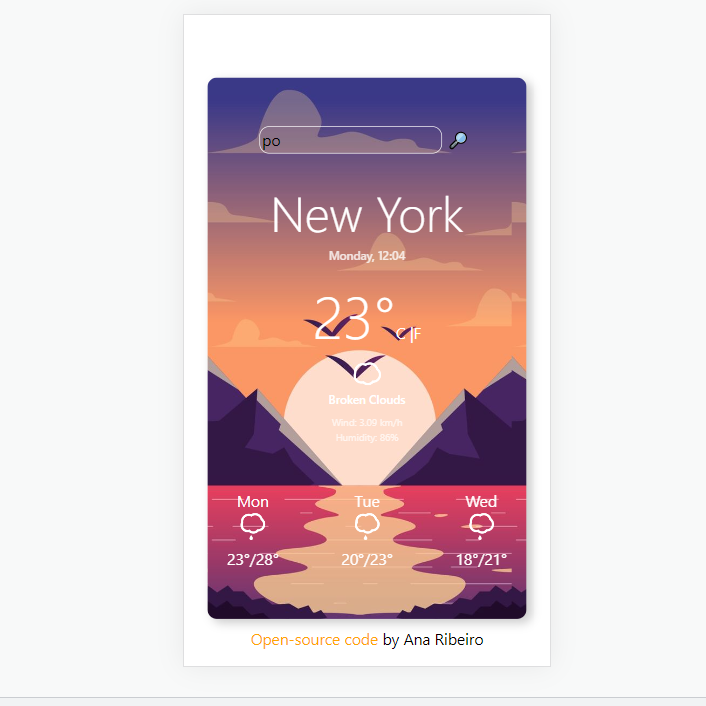 po
New York
Monday, 12:04
23°C |F
Broken Clouds
Wind: 3.09 km/h
Humidity: 86%
Mon Tue Wed
23°/28° 20°/23° 18°/21°
Open-source code by Ana Ribeiro